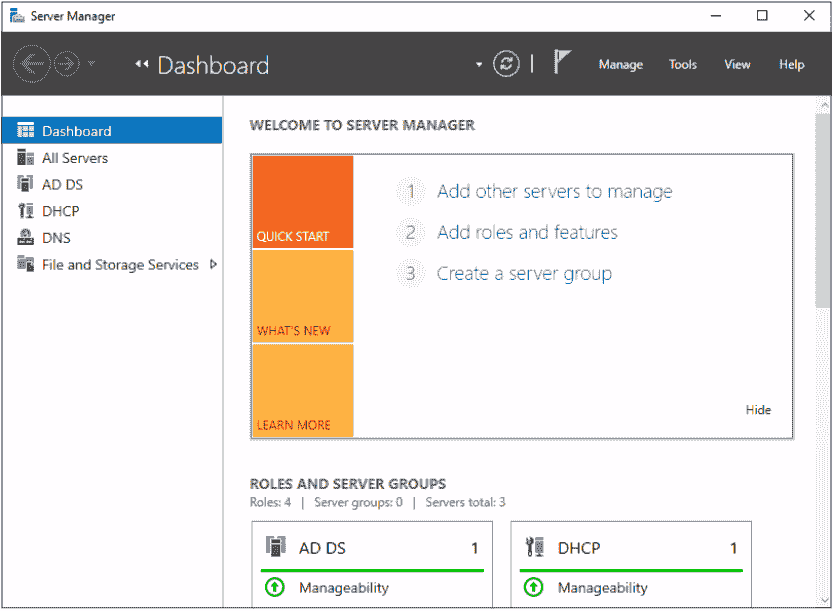 Server Manager
Dashboard
Manage Tools View Help
Dashboard
All Servers
AD DS
DHCP
DNS
File and Storage Services
WELCOME TO SERVER MANAGER
QUICK START
WHAT'S NEW
LEARN MORE
1 Add other servers to manage
2 Add roles and features
3 Create a server group
Hide
ROLES AND SERVER GROUPS
Roles: 4 | Server groups: 0 | Servers total: 3
AD DS 1
Manageability
DHCP 1
Manageability